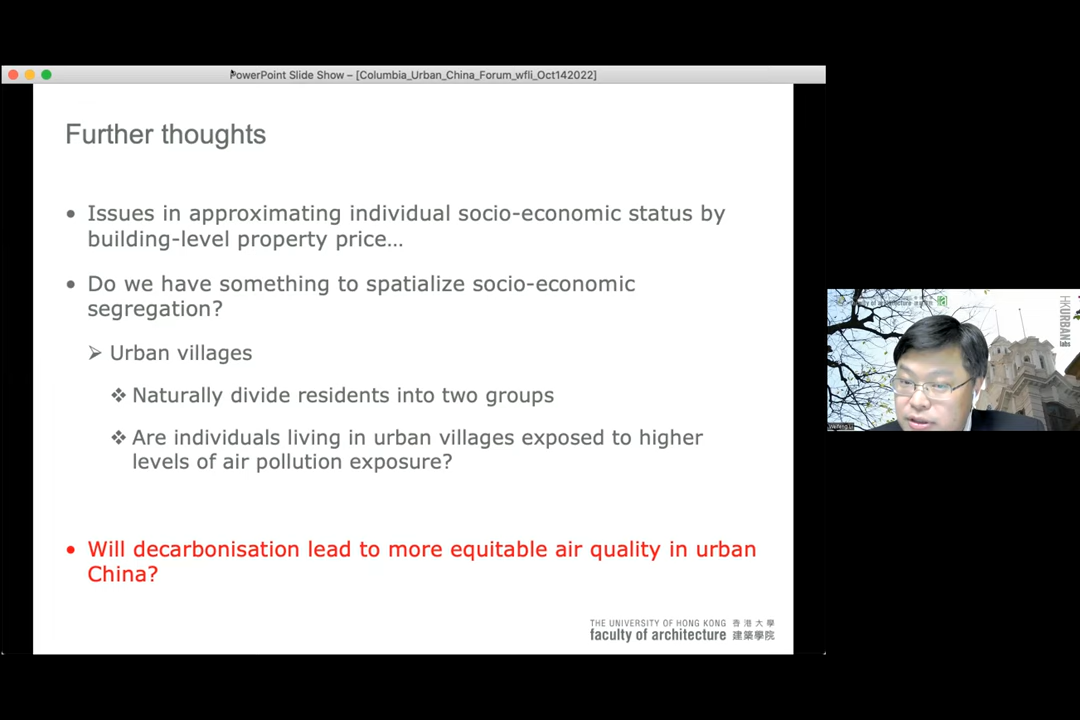 PowerPoint Slide Show – [Columbia_Urban_China_Forum_wfli_Oct142022]
Further thoughts
• Issues in approximating individual socio-economic status by
building-level property price...
• Do we have something to spatialize socio-economic
segregation?
➢ Urban villages
❖ Naturally divide residents into two groups
❖ Are individuals living in urban villages exposed to higher
levels of air pollution exposure?
• Will decarbonisation lead to more equitable air quality in urban
China?
THE UNIVERSITY OF HONG KONG 香港大學
faculty of architecture 建築學院
HKURBAN
Weifeng Li